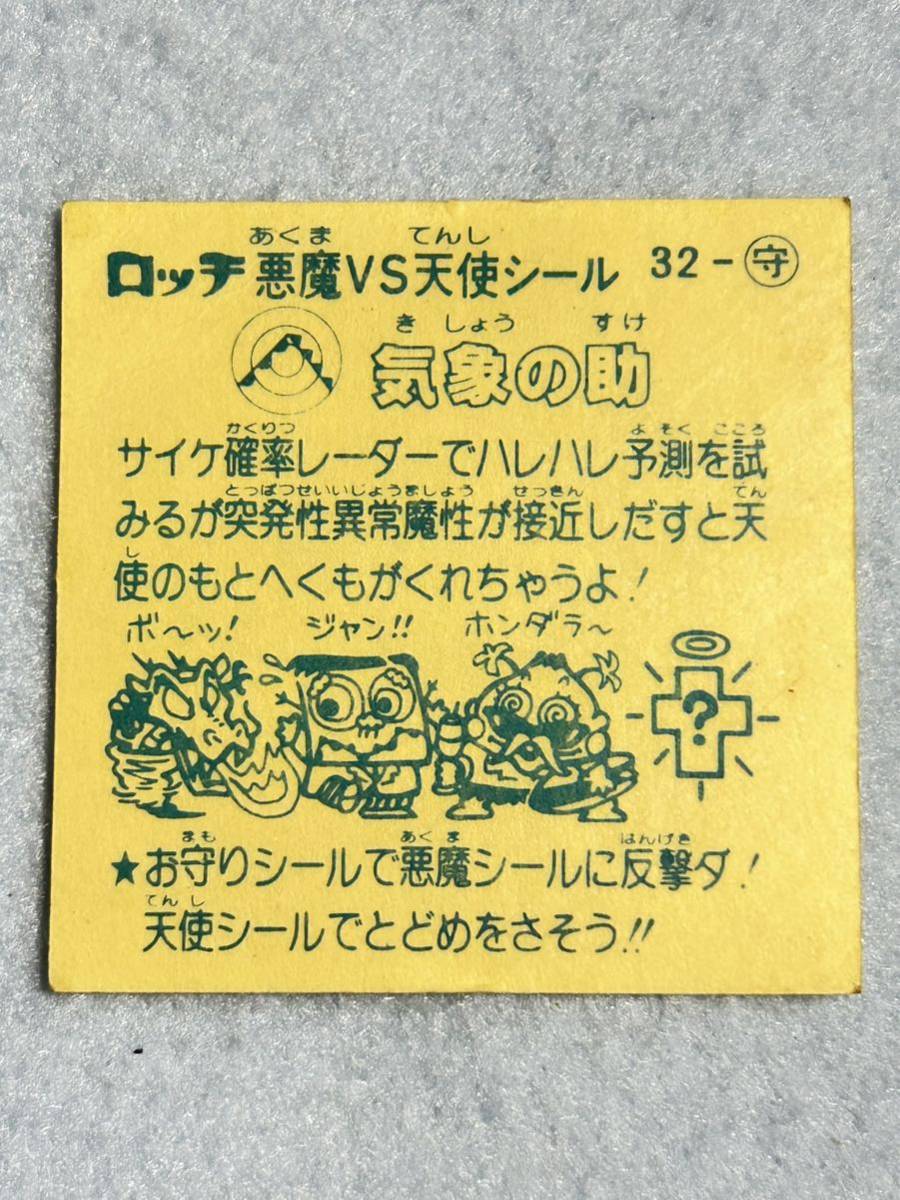 あくま てんし
ロッチ 悪魔VS天使シール 32-守
きしょう すけ
気象の助
かくりつ よそく こころ
サイケ確率レーダーでハレハレ予測を試
とっぱつせいいじょうましょう せっきん てん
みるが突発性異常魔性が接近しだすと天
し
使のもとへくもがくれちゃうよ!
ボ〜ッ! ジャン!! ホンダラ〜
?
まも あくま はんげき
★お守りシールで悪魔シールに反撃ダ!
てんし
天使シールでとどめをさそう!!